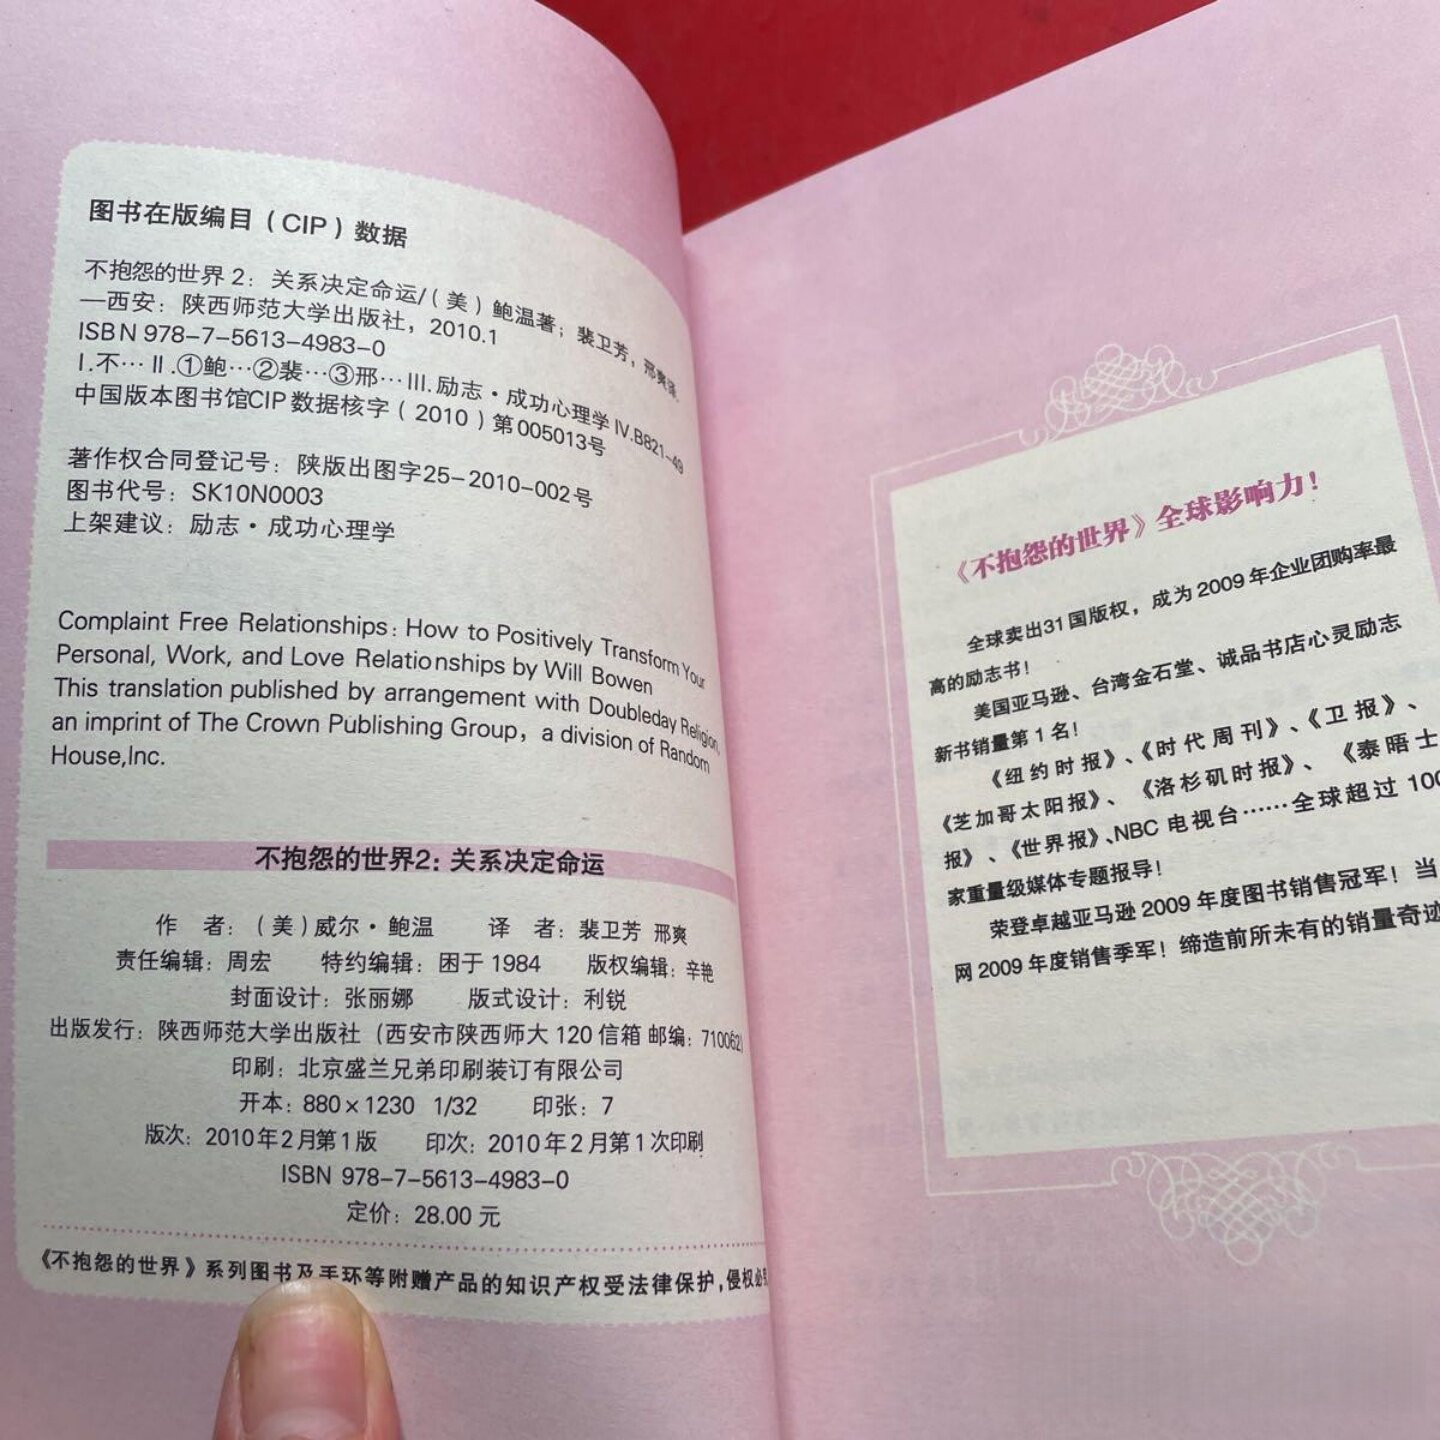 图书在版编目（CIP）数据
不抱怨的世界 2：关系决定命运/（美）鲍温著；裴卫芳，邢爽译.
—西安：陕西师范大学出版社，2010.1
ISBN 978-7-5613-4983-0
Ⅰ.不… Ⅱ.①鲍…②裴…③邢…Ⅲ.励志·成功心理学 Ⅳ.B821-49
中国版本图书馆CIP数据核字（2010）第005013号
著作权合同登记号：陕版出图字25-2010-002号
图书代号：SK10N0003
上架建议：励志·成功心理学
Complaint Free Relationships: How to Positively Transform Your
Personal, Work, and Love Relationships by Will Bowen
This translation published by arrangement with Doubleday Religion,
an imprint of The Crown Publishing Group, a division of Random
House,Inc.
不抱怨的世界2：关系决定命运
作 者：（美）威尔·鲍温 译 者：裴卫芳 邢爽
责任编辑：周宏 特约编辑：困于1984 版权编辑：辛艳
封面设计：张丽娜 版式设计：利锐
出版发行：陕西师范大学出版社（西安市陕西师大120信箱 邮编：710062）
印刷：北京盛兰兄弟印刷装订有限公司
开本：880×1230 1/32 印张：7
版次：2010年2月第1版 印次：2010年2月第1次印刷
ISBN 978-7-5613-4983-0
定价：28.00 元
《不抱怨的世界》系列图书及手环等附赠产品的知识产权受法律保护，侵权必
《不抱怨的世界》全球影响力！
全球卖出31国版权，成为2009年企业团购率最
高的励志书！
美国亚马逊、台湾金石堂、诚品书店心灵励志
新书销量第1名！
《纽约时报》、《时代周刊》、《卫报》、
《芝加哥太阳报》、《洛杉矶时报》、《泰晤士
报》、《世界报》、NBC 电视台……全球超过 100
家重量级媒体专题报导！
荣登卓越亚马逊2009年度图书销售冠军！当
网2009年度销售季军！缔造前所未有的销量奇迹